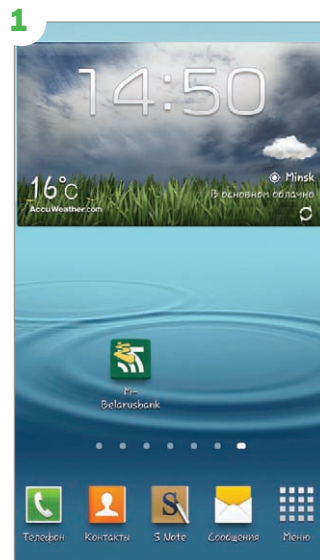 1
14:50
16°C
AccuWeather.com
Minsk
В основном облачно
M-
Belarusbank
Телефон
Контакты
S Note
Сообщения
Меню